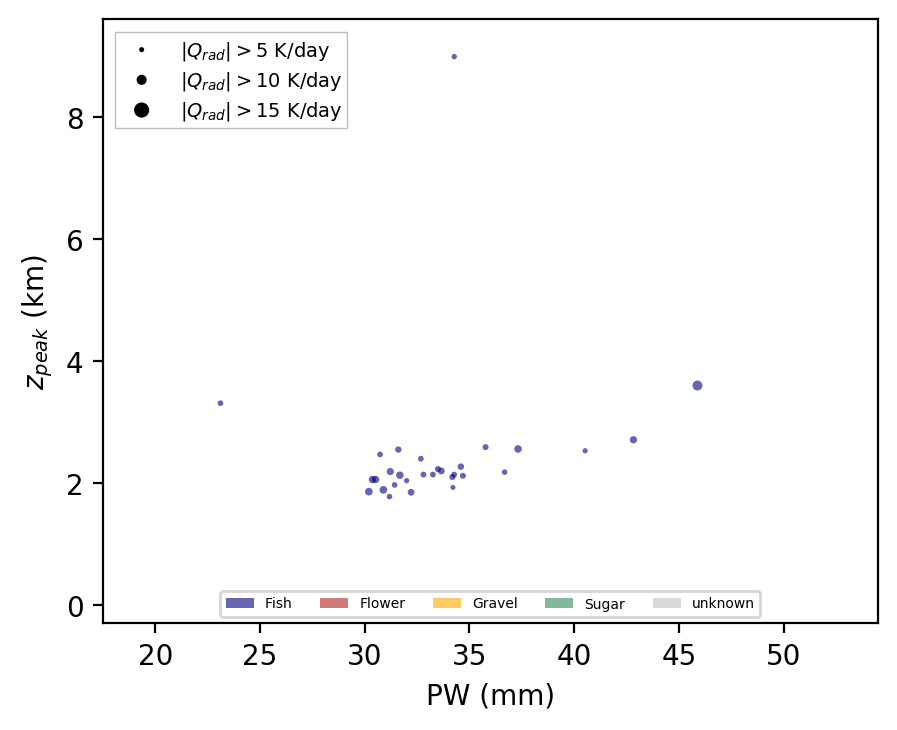 |Q_rad| > 5 K/day
|Q_rad| > 10 K/day
|Q_rad| > 15 K/day
8
6
4
2
0
z_peak (km)
Fish Flower Gravel Sugar unknown
20 25 30 35 40 45 50
PW (mm)